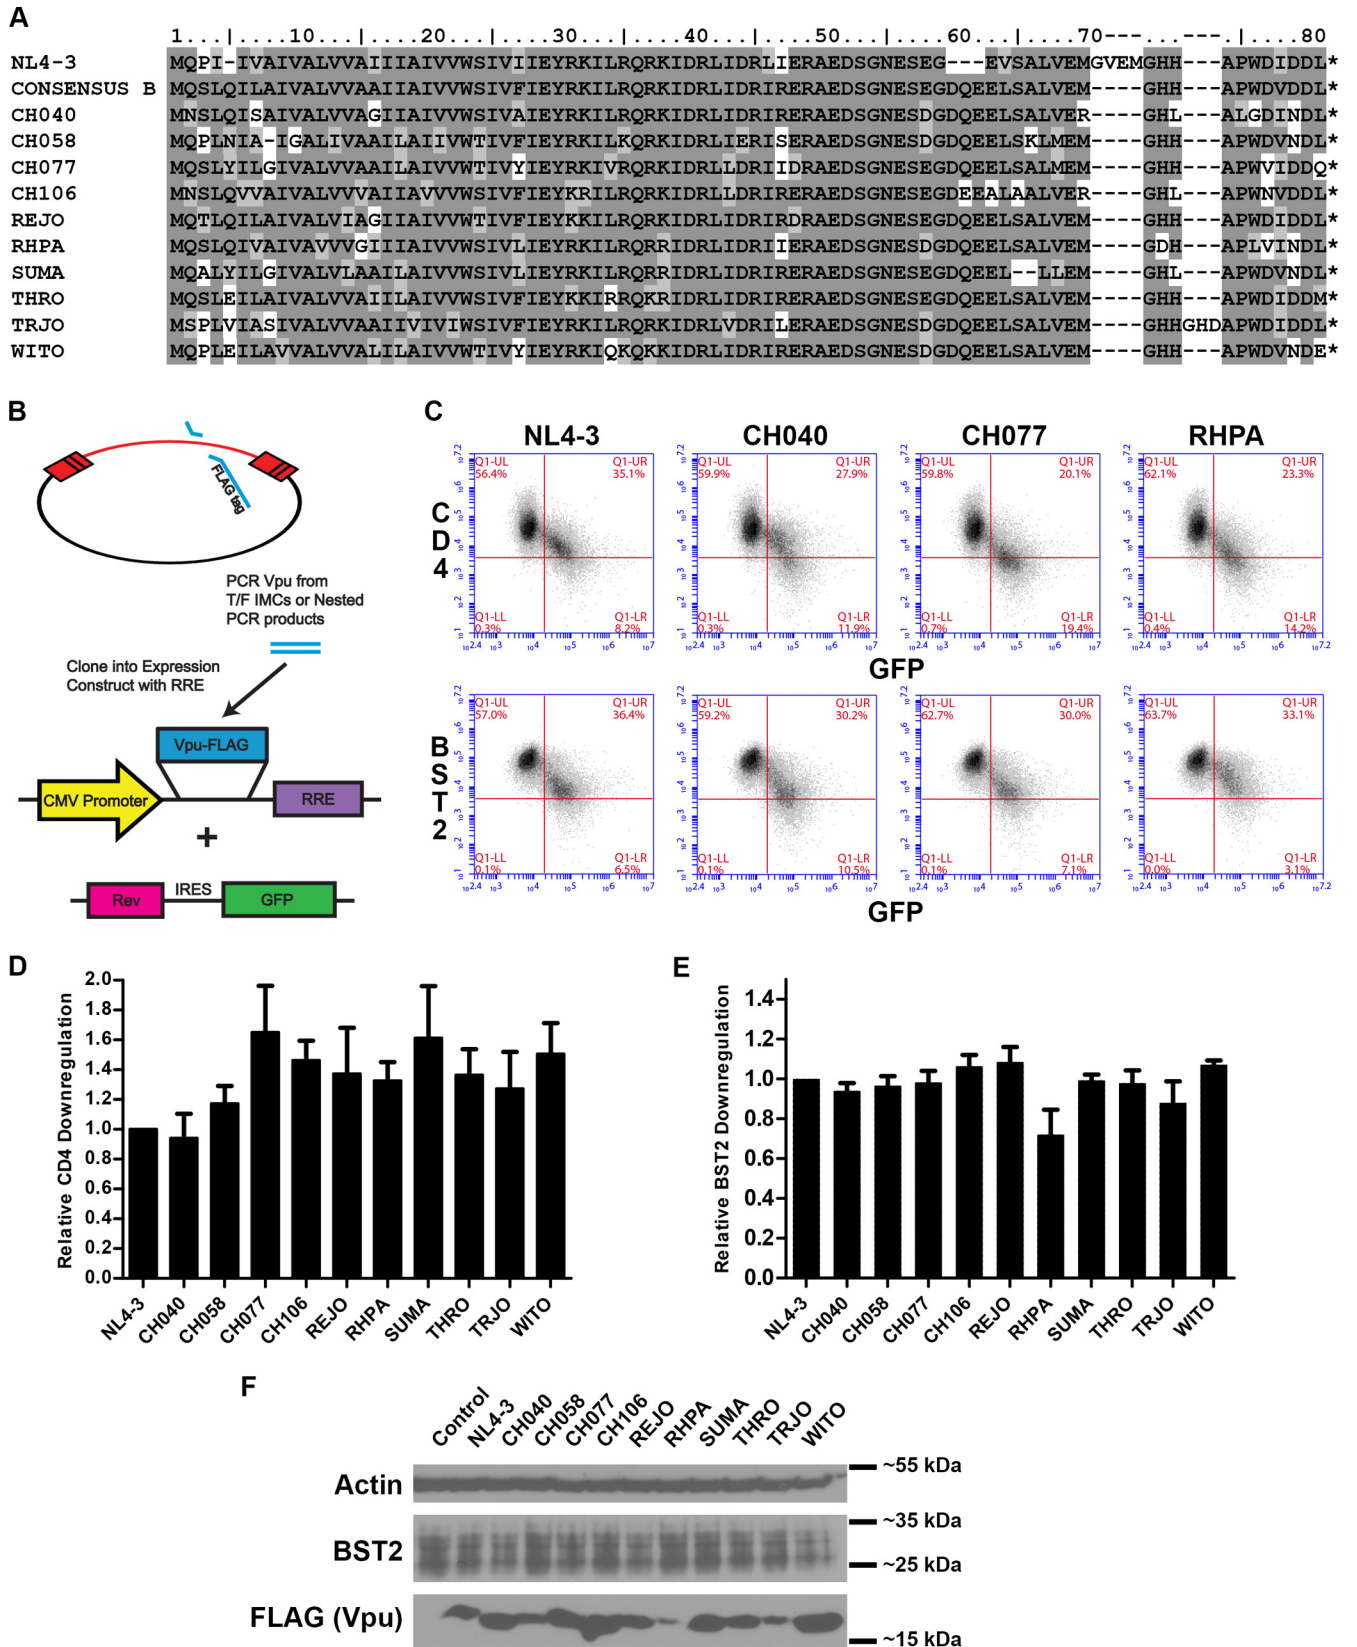 A
1...|....10...|....20....|....30....|....40....|....50....|....60....|....70---- --- .|....80
NL4-3 MQPI-IVAIVALVVAIIIAIVVWSIVIIEYRKILRQRKIDRLIDRLIERAEDSGNESEG---EVSALVEMGVEMGHH---APWDIDDL*
CONSENSUS B MQSLQILAIVALVVAAIIAIVVWSIVFIEYRKILRQRKIDRLIDRIRERAEDSGNESEGDQEELSALVEM----GHH---APWDVDDL*
CH040 MNSLQISAIVALVVAGIIAIVVWSIVAIEYRKILRQRKIDRLIDRIRERAEDSGNESDGDQEELSALVER----GHL---ALGDINDL*
CH058 MQPLNIA-IGALIVAAILAIVVWTIVFIEYRKILKQRKIDRLIERISERAEDSGNESDGDQEELSKLMEM----GHH---APWDVNDL*
CH077 MQSLYILGIVALVVAAILAIVVWTIVYIEYRKIVRQRKIDRLIDRIIDRAEDSGNESDGDQEELSALMEM----GHH---APWVIDDQ*
CH106 MNSLQVVAIVALVVVAIVAVVVWSIVFIEYKRILRQRKIDRLIDRIRERAEDSGNESEGDEEALAALVER----GHL---APWNVDDL*
REJO MQTLQILAIVALVIAGIIAIVVWTIVFIEYKKILRQRKIDRLIDRIRDRAEDSGNESEGDQEELSALVEM----GHH---APWDIDDL*
RHPA MQSLQIVAIVAVVVVGIIIAIVVWSIVLIEYRKILRQRRIDRLIDRIIERAEDSGNESDGDQEELSALVEM----GDH---APLVINDL*
SUMA MQALYILGIVALVLAAILAIVVWSIVLIEYRKILRQRRIDRLIDRIRERAEDSGNESEGDQEEL--LLEM----GHL---APWDVNDL*
THRO MQSLEILAIVALVVAIILAIVVWSIVFIEYKKILRRQKRIDRLIDRIRERAEDSGNESEGDQEELSALVEM----GHH---APWDIDDM*
TRJO MSPLVIASIVALVVAAIIVIVIWSIVFIEYRKILRQRKIDRLVDRILERAEDSGNESDGDQEELSALVEM----GHHGHDAPWDIDDL*
WITO MQPLEILAVVALVVALILAIVVWTIVYIEYRKIQKQKKIDRLIDRIRERAEDSGNESDGDQEELSALVEM----GHH---APWDVNDE*
B
FLAG tag
PCR Vpu from
T/F IMCs or Nested
PCR products
Clone into Expression
Construct with RRE
Vpu-FLAG
CMV Promoter
RRE
+
Rev
IRES
GFP
C
NL4-3 CH040 CH077 RHPA
CD4
Q1-UL 56.4% Q1-UR 35.1% Q1-LL 0.3% Q1-LR 8.2%
Q1-UL 59.9% Q1-UR 27.9% Q1-LL 0.3% Q1-LR 11.9%
Q1-UL 59.8% Q1-UR 20.1% Q1-LL 0.7% Q1-LR 19.4%
Q1-UL 62.1% Q1-UR 23.3% Q1-LL 0.4% Q1-LR 14.2%
GFP
BST2
Q1-UL 57.0% Q1-UR 36.4% Q1-LL 0.1% Q1-LR 6.5%
Q1-UL 59.2% Q1-UR 30.2% Q1-LL 0.1% Q1-LR 10.5%
Q1-UL 62.7% Q1-UR 30.0% Q1-LL 0.1% Q1-LR 7.1%
Q1-UL 63.7% Q1-UR 33.1% Q1-LL 0.0% Q1-LR 3.1%
GFP
D
Relative CD4 Downregulation
2.0
1.8
1.6
1.4
1.2
1.0
0.8
0.6
0.4
0.2
0.0
NL4-3 CH040 CH058 CH077 CH106 REJO RHPA SUMA THRO TRJO WITO
E
Relative BST2 Downregulation
1.4
1.2
1.0
0.8
0.6
0.4
0.2
0.0
NL4-3 CH040 CH058 CH077 CH106 REJO RHPA SUMA THRO TRJO WITO
F
Control NL4-3 CH040 CH058 CH077 CH106 REJO RHPA SUMA THRO TRJO WITO
Actin
~55 kDa
BST2
~35 kDa
~25 kDa
FLAG (Vpu)
~15 kDa